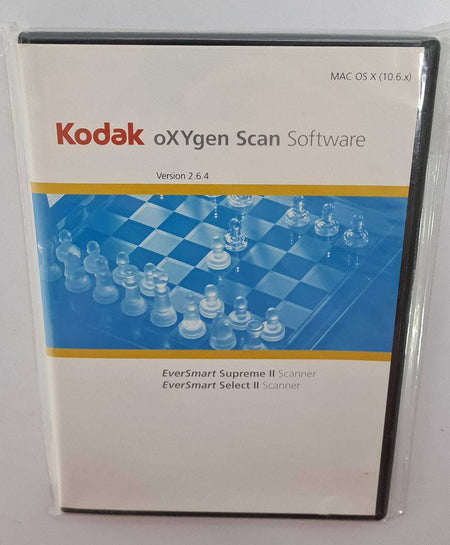 MAC OS X (10.6.x)
Kodak oXYgen Scan Software
Version 2.6.4
EverSmart Supreme II Scanner
EverSmart Select II Scanner